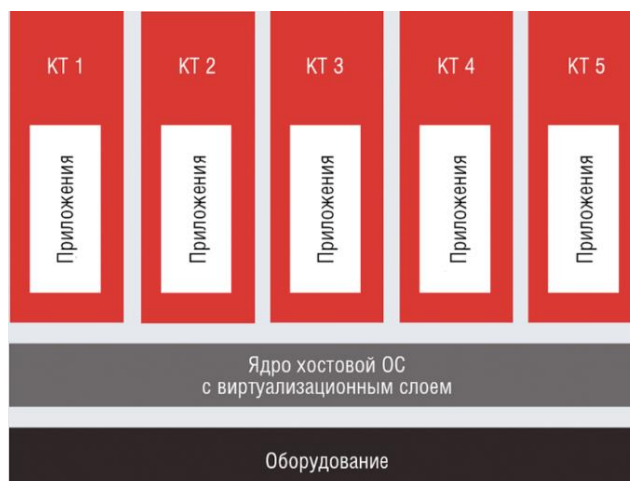 КТ 1
КТ 2
КТ 3
КТ 4
КТ 5
Приложения
Приложения
Приложения
Приложения
Приложения
Ядро хостовой ОС
с виртуализационным слоем
Оборудование